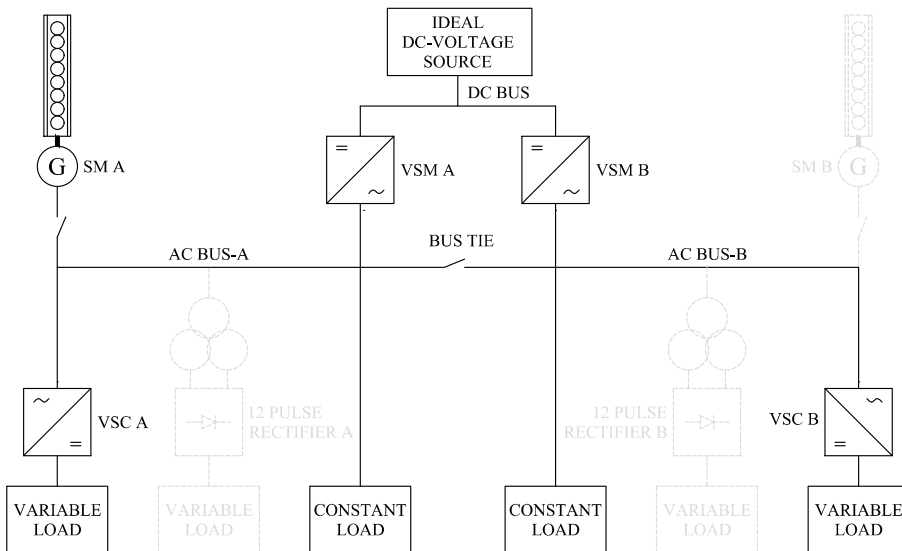 IDEAL
DC-VOLTAGE
SOURCE
DC BUS
G
SM A
=
~
VSM A
=
~
VSM B
SM B
G
BUS TIE
AC BUS-A
AC BUS-B
~
=
VSC A
12 PULSE
RECTIFIER A
12 PULSE
RECTIFIER B
VSC B
~
=
VARIABLE
LOAD
VARIABLE
LOAD
CONSTANT
LOAD
CONSTANT
LOAD
VARIABLE
LOAD
VARIABLE
LOAD